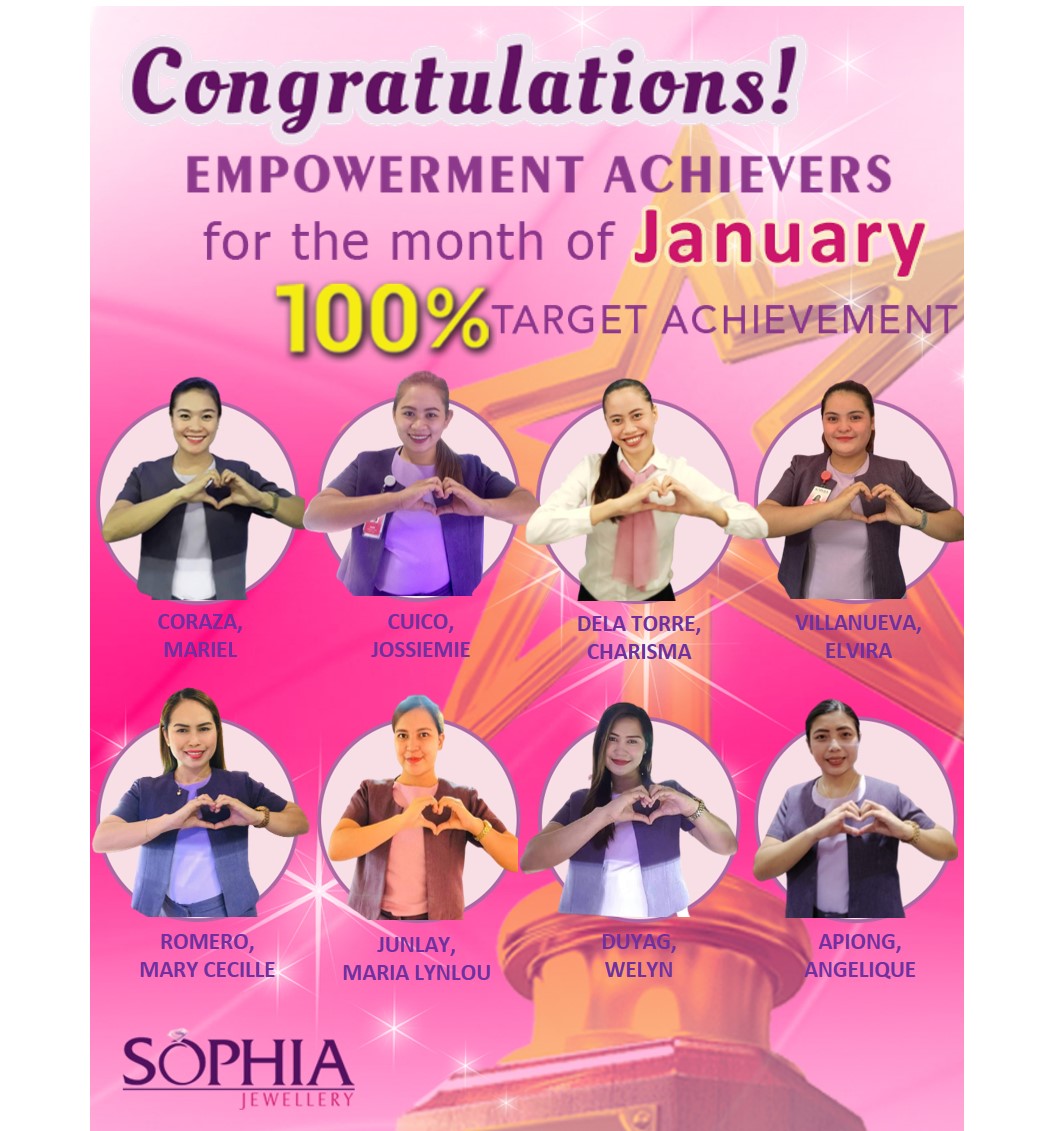 Congratulations!
EMPOWERMENT ACHIEVERS
for the month of January
100% TARGET ACHIEVEMENT
CORAZA,
MARIEL
CUICO,
JOSSIEMIE
DELA TORRE,
CHARISMA
VILLANUEVA,
ELVIRA
ROMERO,
MARY CECILLE
JUNLAY,
MARIA LYNLOU
DUYAG,
WELYN
APIONG,
ANGELIQUE
SOPHIA
JEWELLERY